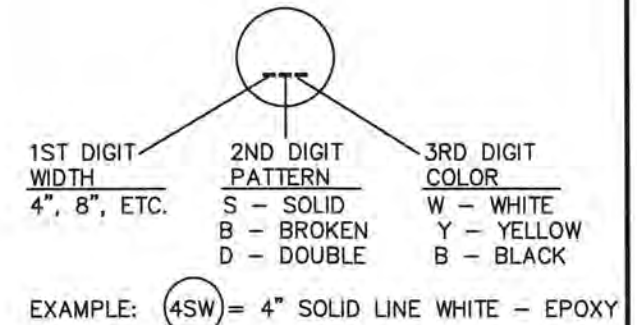 1ST DIGIT 2ND DIGIT 3RD DIGIT
WIDTH PATTERN COLOR
4", 8", ETC. S – SOLID W – WHITE
B – BROKEN Y – YELLOW
D – DOUBLE B – BLACK
EXAMPLE: 4SW = 4" SOLID LINE WHITE – EPOXY